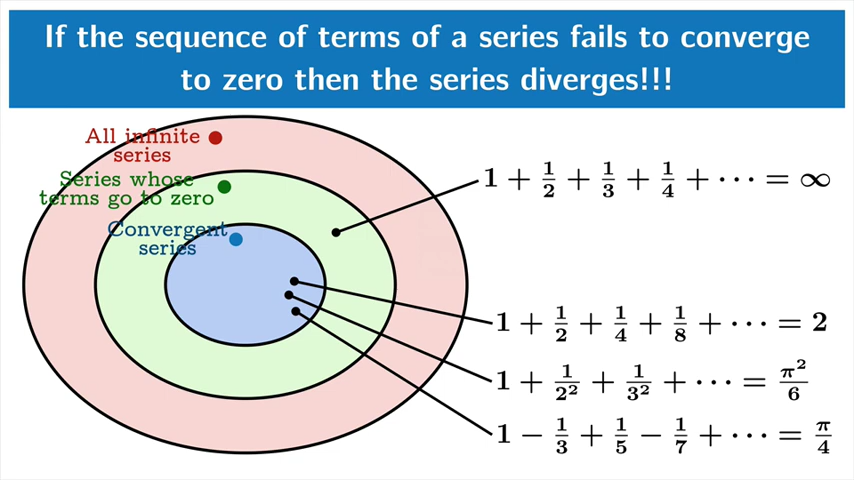 If the sequence of terms of a series fails to converge
to zero then the series diverges!!!
All infinite
series
Series whose
terms go to zero
Convergent
series
1 + 1/2 + 1/3 + 1/4 + ⋯ = ∞
1 + 1/2 + 1/4 + 1/8 + ⋯ = 2
1 + 1/2² + 1/3² + ⋯ = π²/6
1 − 1/3 + 1/5 − 1/7 + ⋯ = π/4